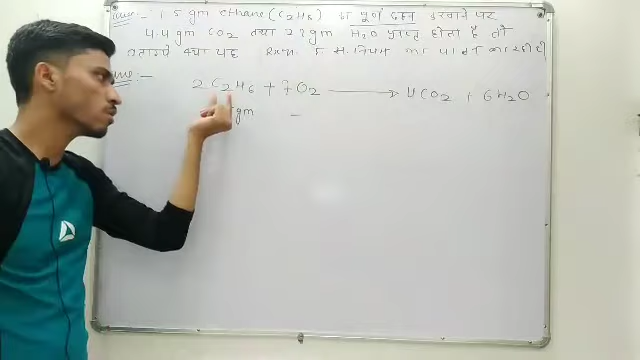 :- 1.5 gm ethane (C2H6) का पूर्ण दहन करवाने पर
4.4 gm CO2 तथा 2.7 gm H2O प्राप्त होता है तो
बताइये क्या यह
:-
2C2H6 + 7O2 ⟶ 4CO2 + 6H2O
gm –